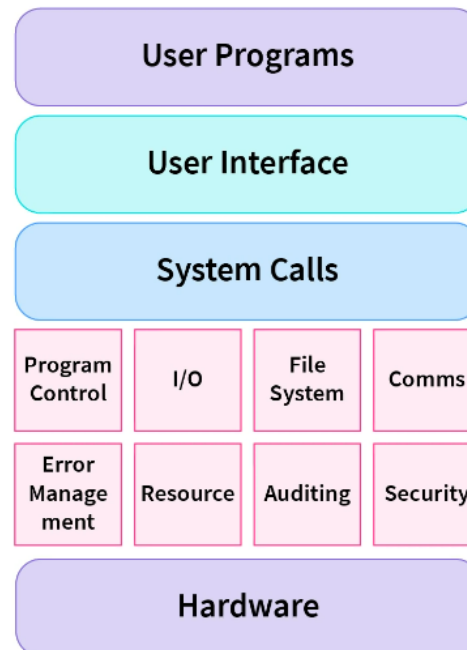 User Programs
User Interface
System Calls
Program
Control
I/O
File
System
Comms
Error
Manage
ment
Resource
Auditing
Security
Hardware